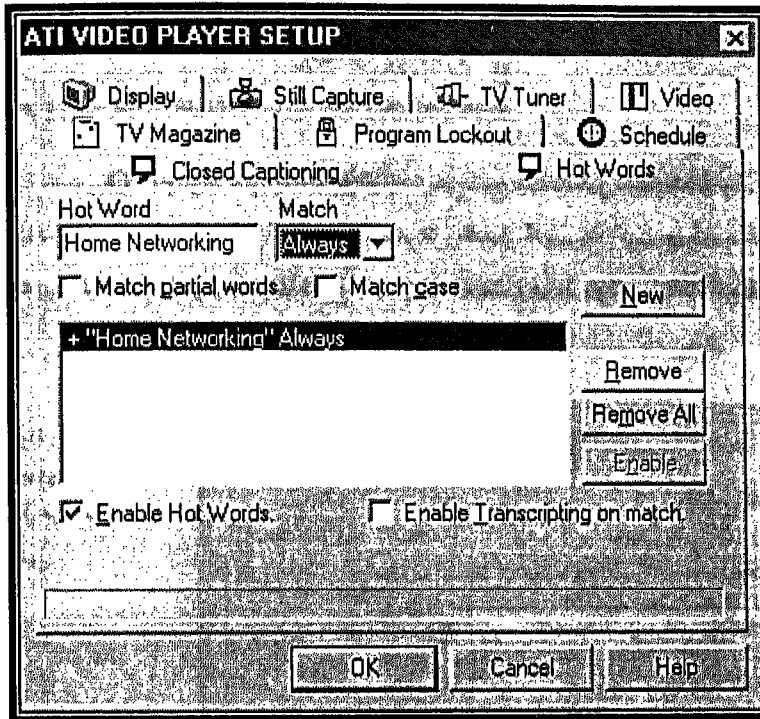 ATI VIDEO PLAYER SETUP
Display
Still Capture
TV Tuner
Video
TV Magazine
Program Lockout
Schedule
Closed Captioning
Hot Words
Hot Word
Match
Home Networking
Always
Match partial words
Match case
New
+ "Home Networking" Always
Remove
Remove All
Enable
Enable Hot Words.
Enable Transcripting on match.
OK
Cancel
Help